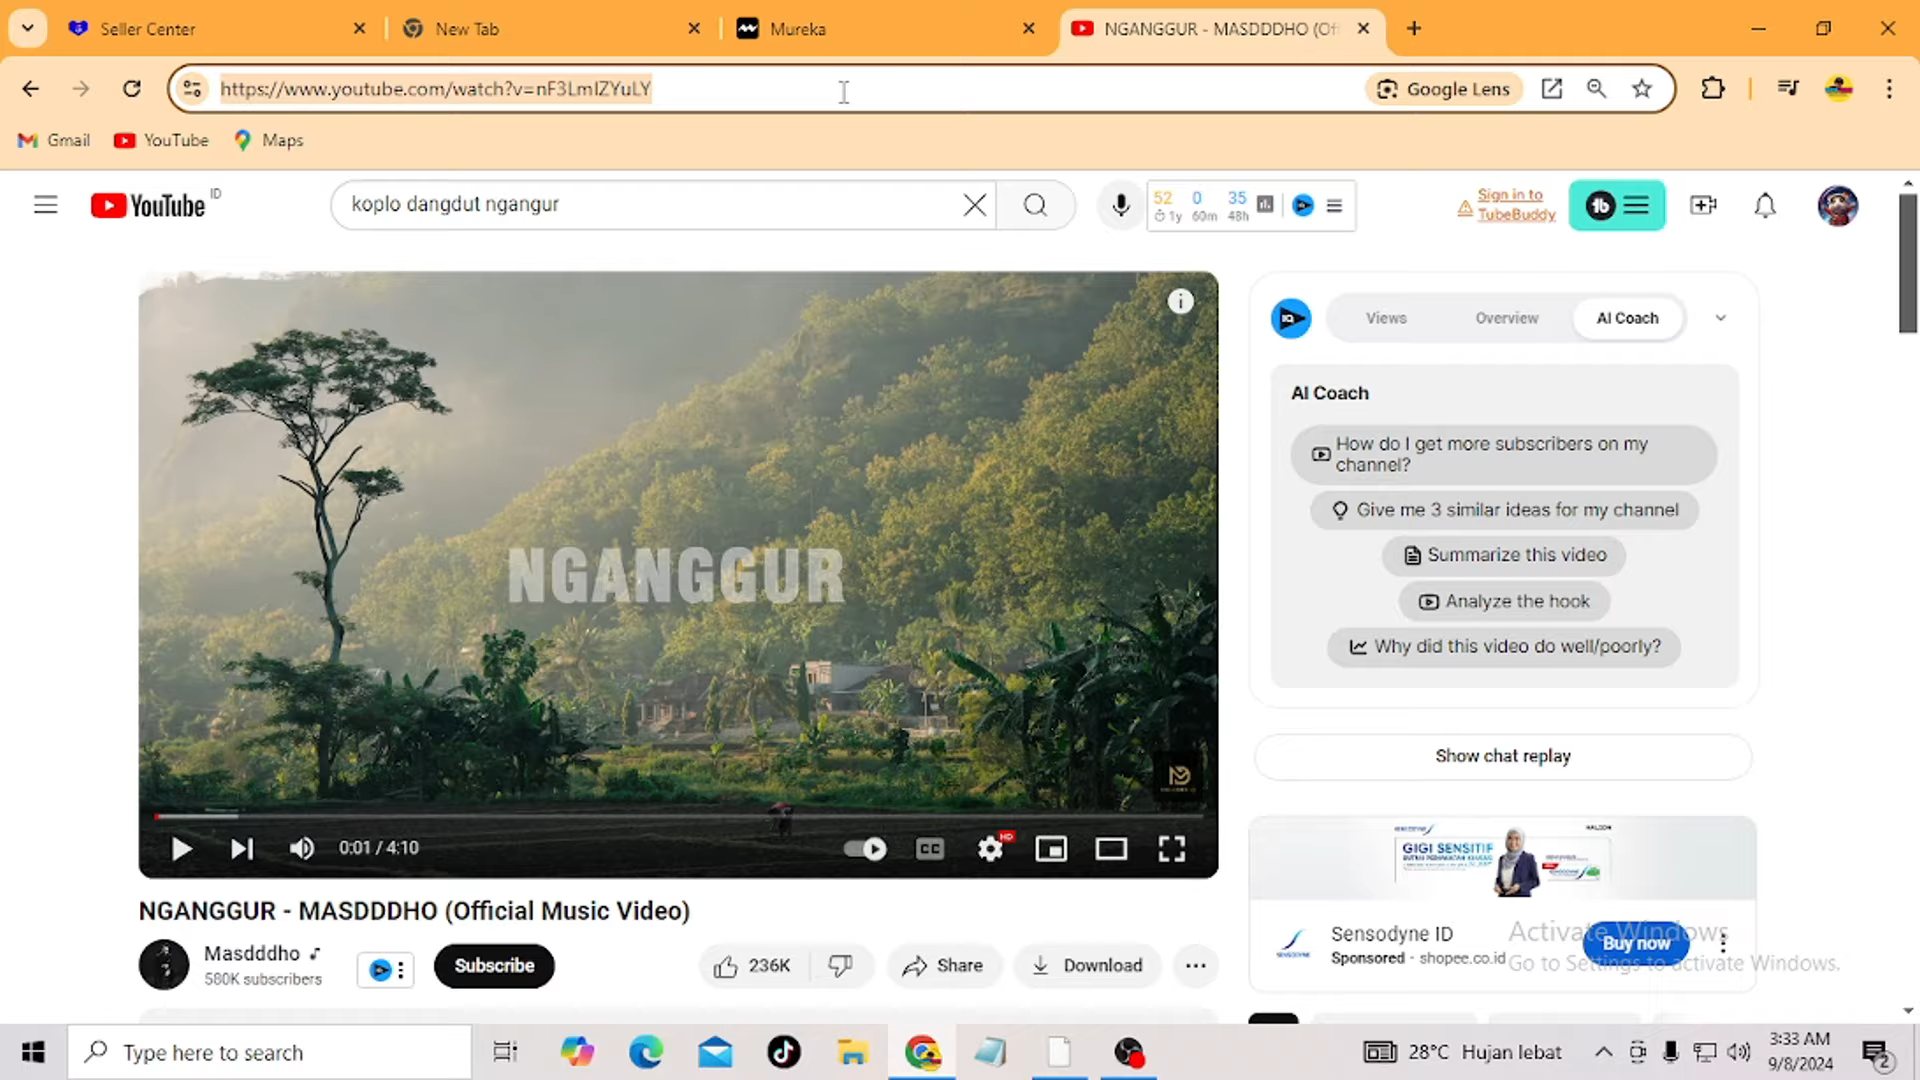 Seller Center
New Tab
Mureka
NGANGGUR - MASDDDHO (Of
https://www.youtube.com/watch?v=nF3LmIZYuLY
Google Lens
Gmail
YouTube
Maps
YouTube ID
koplo dangdut ngangur
52 0 35
1y 60m 48h
Sign in to
TubeBuddy
Views
Overview
AI Coach
AI Coach
How do I get more subscribers on my
channel?
Give me 3 similar ideas for my channel
Summarize this video
Analyze the hook
Why did this video do well/poorly?
NGANGGUR
0:01 / 4:10
CC
HD
Show chat replay
GIGI SENSITIF
NGANGGUR - MASDDDHO (Official Music Video)
Masdddho
580K subscribers
Subscribe
236K
Share
Download
Sensodyne ID
Sponsored · shopee.co.id
Buy now
Activate Windows
Go to Settings to activate Windows.
Type here to search
28°C Hujan lebat
3:33 AM
9/8/2024
2